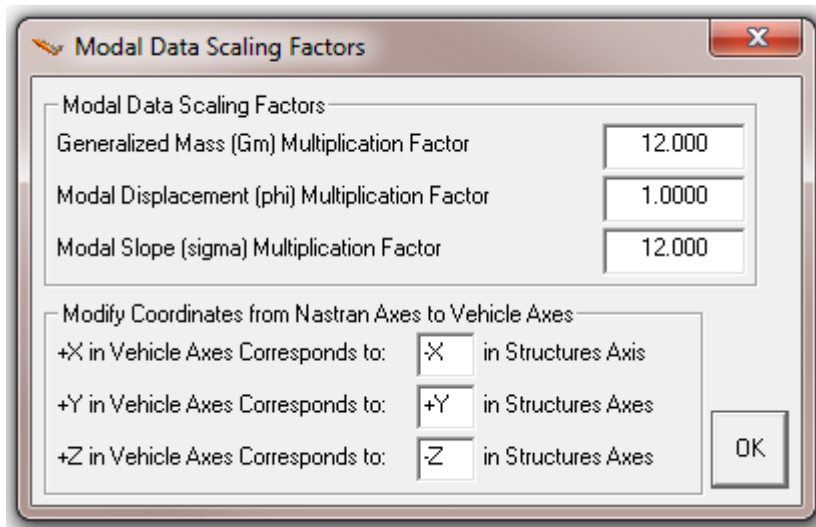 Modal Data Scaling Factors
Modal Data Scaling Factors
Generalized Mass (Gm) Multiplication Factor 12.000
Modal Displacement (phi) Multiplication Factor 1.0000
Modal Slope (sigma) Multiplication Factor 12.000
Modify Coordinates from Nastran Axes to Vehicle Axes
+X in Vehicle Axes Corresponds to: -X in Structures Axis
+Y in Vehicle Axes Corresponds to: +Y in Structures Axes
+Z in Vehicle Axes Corresponds to: -Z in Structures Axes
OK